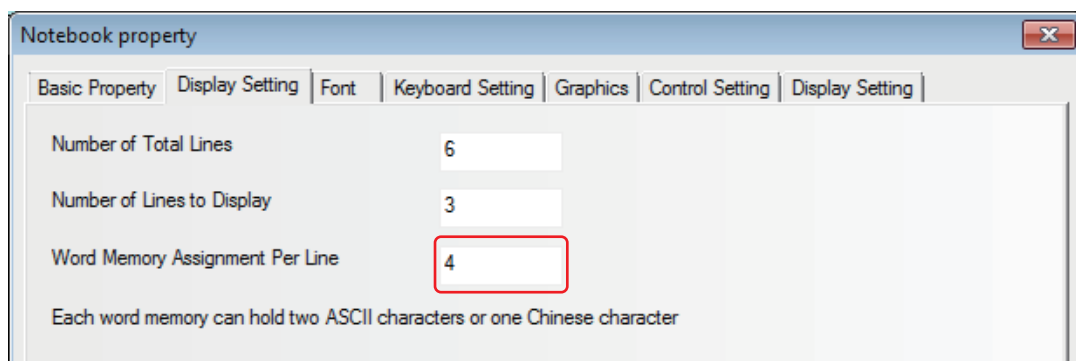 Notebook property
Basic Property Display Setting Font Keyboard Setting Graphics Control Setting Display Setting
Number of Total Lines 6
Number of Lines to Display 3
Word Memory Assignment Per Line 4
Each word memory can hold two ASCII characters or one Chinese character